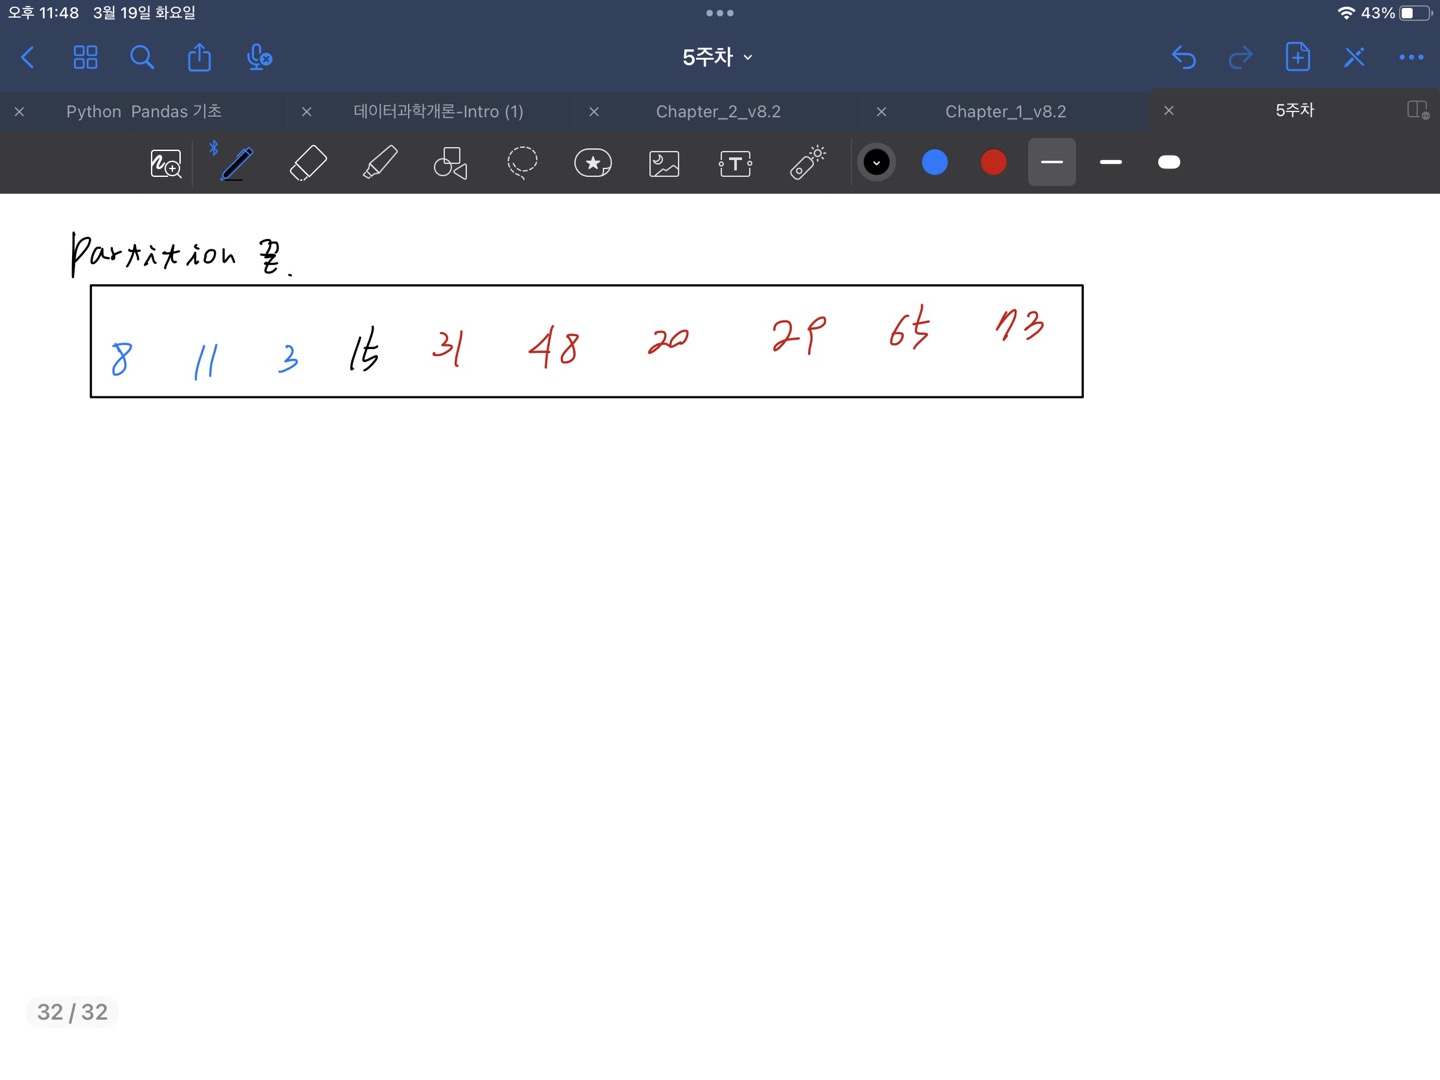 오후 11:48 3월 19일 화요일
43%
5주차
Python Pandas 기초
데이터과학개론-Intro (1)
Chapter_2_v8.2
Chapter_1_v8.2
5주차
Partition 끝.
8 11 3 15 31 48 20 29 65 73
32 / 32